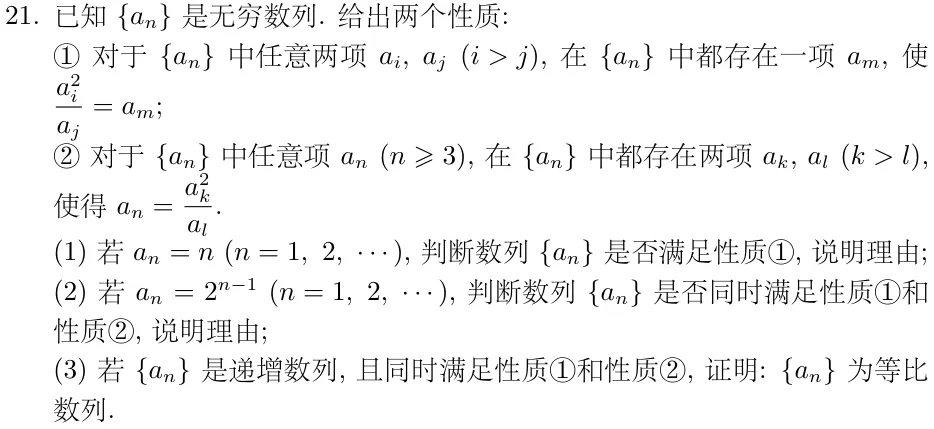 21. 已知 {aₙ} 是无穷数列. 给出两个性质:
① 对于 {aₙ} 中任意两项 aᵢ, aⱼ (i > j), 在 {aₙ} 中都存在一项 aₘ, 使
aᵢ²/aⱼ = aₘ;
② 对于 {aₙ} 中任意项 aₙ (n ⩾ 3), 在 {aₙ} 中都存在两项 aₖ, aₗ (k > l),
使得 aₙ = aₖ²/aₗ.
(1) 若 aₙ = n (n = 1, 2, ⋯), 判断数列 {aₙ} 是否满足性质①, 说明理由;
(2) 若 aₙ = 2ⁿ⁻¹ (n = 1, 2, ⋯), 判断数列 {aₙ} 是否同时满足性质①和
性质②, 说明理由;
(3) 若 {aₙ} 是递增数列, 且同时满足性质①和性质②, 证明: {aₙ} 为等比
数列.